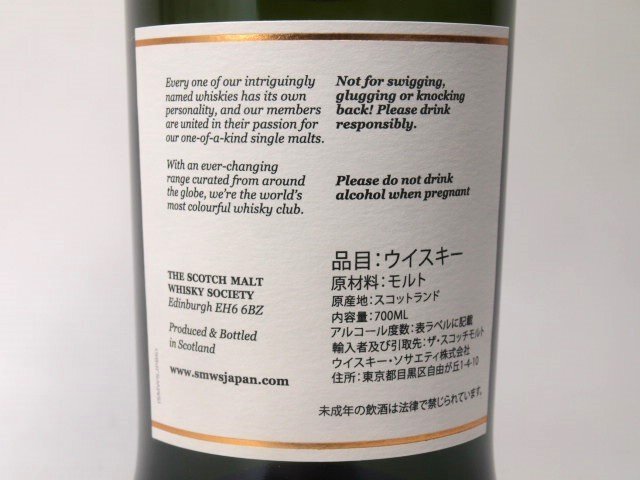 Every one of our intriguingly
named whiskies has its own
personality, and our members
are united in their passion for
our one-of-a-kind single malts.
With an ever-changing
range curated from around
the globe, we're the world's
most colourful whisky club.
Not for swigging,
glugging or knocking
back! Please drink
responsibly.
Please do not drink
alcohol when pregnant
THE SCOTCH MALT
WHISKY SOCIETY
Edinburgh EH6 6BZ
Produced & Bottled
in Scotland
www.smwsjapan.com
品目：ウイスキー
原材料：モルト
原産地：スコットランド
内容量：700ML
アルコール度数：表ラベルに記載
輸入者及び引取先：ザ・スコッチモルト
ウイスキー・ソサエティ株式会社
住所：東京都目黒区自由が丘1-4-10
未成年の飲酒は法律で禁じられています。